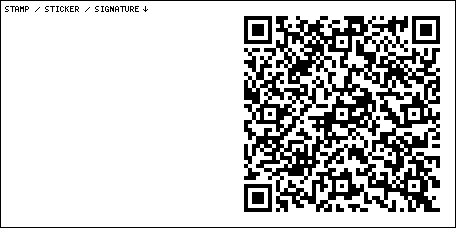 STAMP / STICKER / SIGNATURE ↓